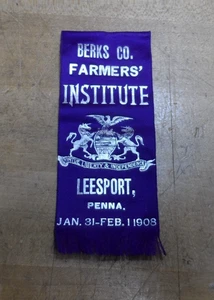 BERKS CO.
FARMERS'
INSTITUTE
VIRTUE LIBERTY & INDEPENDENCE
LEESPORT,
PENNA.
JAN. 31-FEB. 1 1908